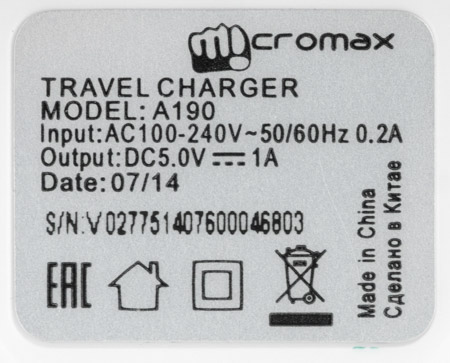 micromax
TRAVEL CHARGER
MODEL: A190
Input:AC100-240V~50/60Hz 0.2A
Output:DC5.0V⎓1A
Date: 07/14
S/N:V027751407600046803
EAC
Made in China
Сделано в Китае